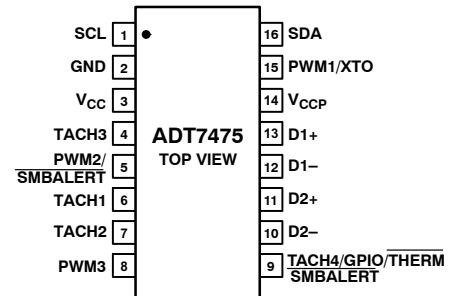 SCL 1 16 SDA
GND 2 15 PWM1/XTO
VCC 3 14 VCCP
TACH3 4 ADT7475 13 D1+
TOP VIEW
PWM2/
SMBALERT 5 12 D1–
TACH1 6 11 D2+
TACH2 7 10 D2–
PWM3 8 9 TACH4/GPIO/THERM
SMBALERT